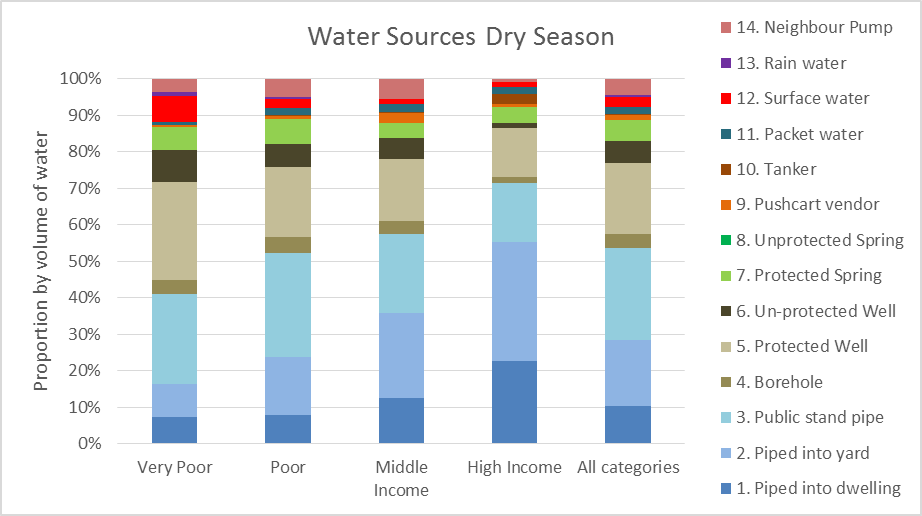 Water Sources Dry Season
Proportion by volume of water
100%
90%
80%
70%
60%
50%
40%
30%
20%
10%
0%
Very Poor
Poor
Middle
Income
High Income
All categories
14. Neighbour Pump
13. Rain water
12. Surface water
11. Packet water
10. Tanker
9. Pushcart vendor
8. Unprotected Spring
7. Protected Spring
6. Un-protected Well
5. Protected Well
4. Borehole
3. Public stand pipe
2. Piped into yard
1. Piped into dwelling